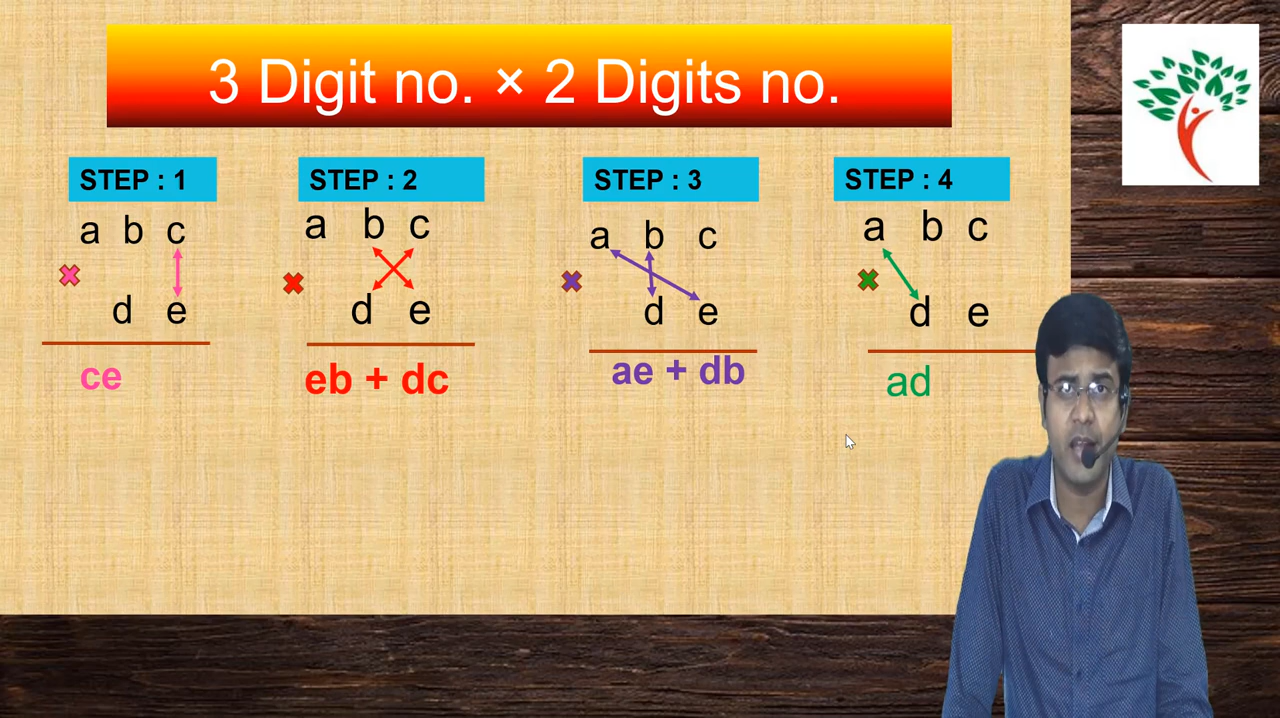 3 Digit no. × 2 Digits no.
STEP : 1
a b c
× d e
ce
STEP : 2
a b c
× d e
eb + dc
STEP : 3
a b c
× d e
ae + db
STEP : 4
a b c
× d e
ad